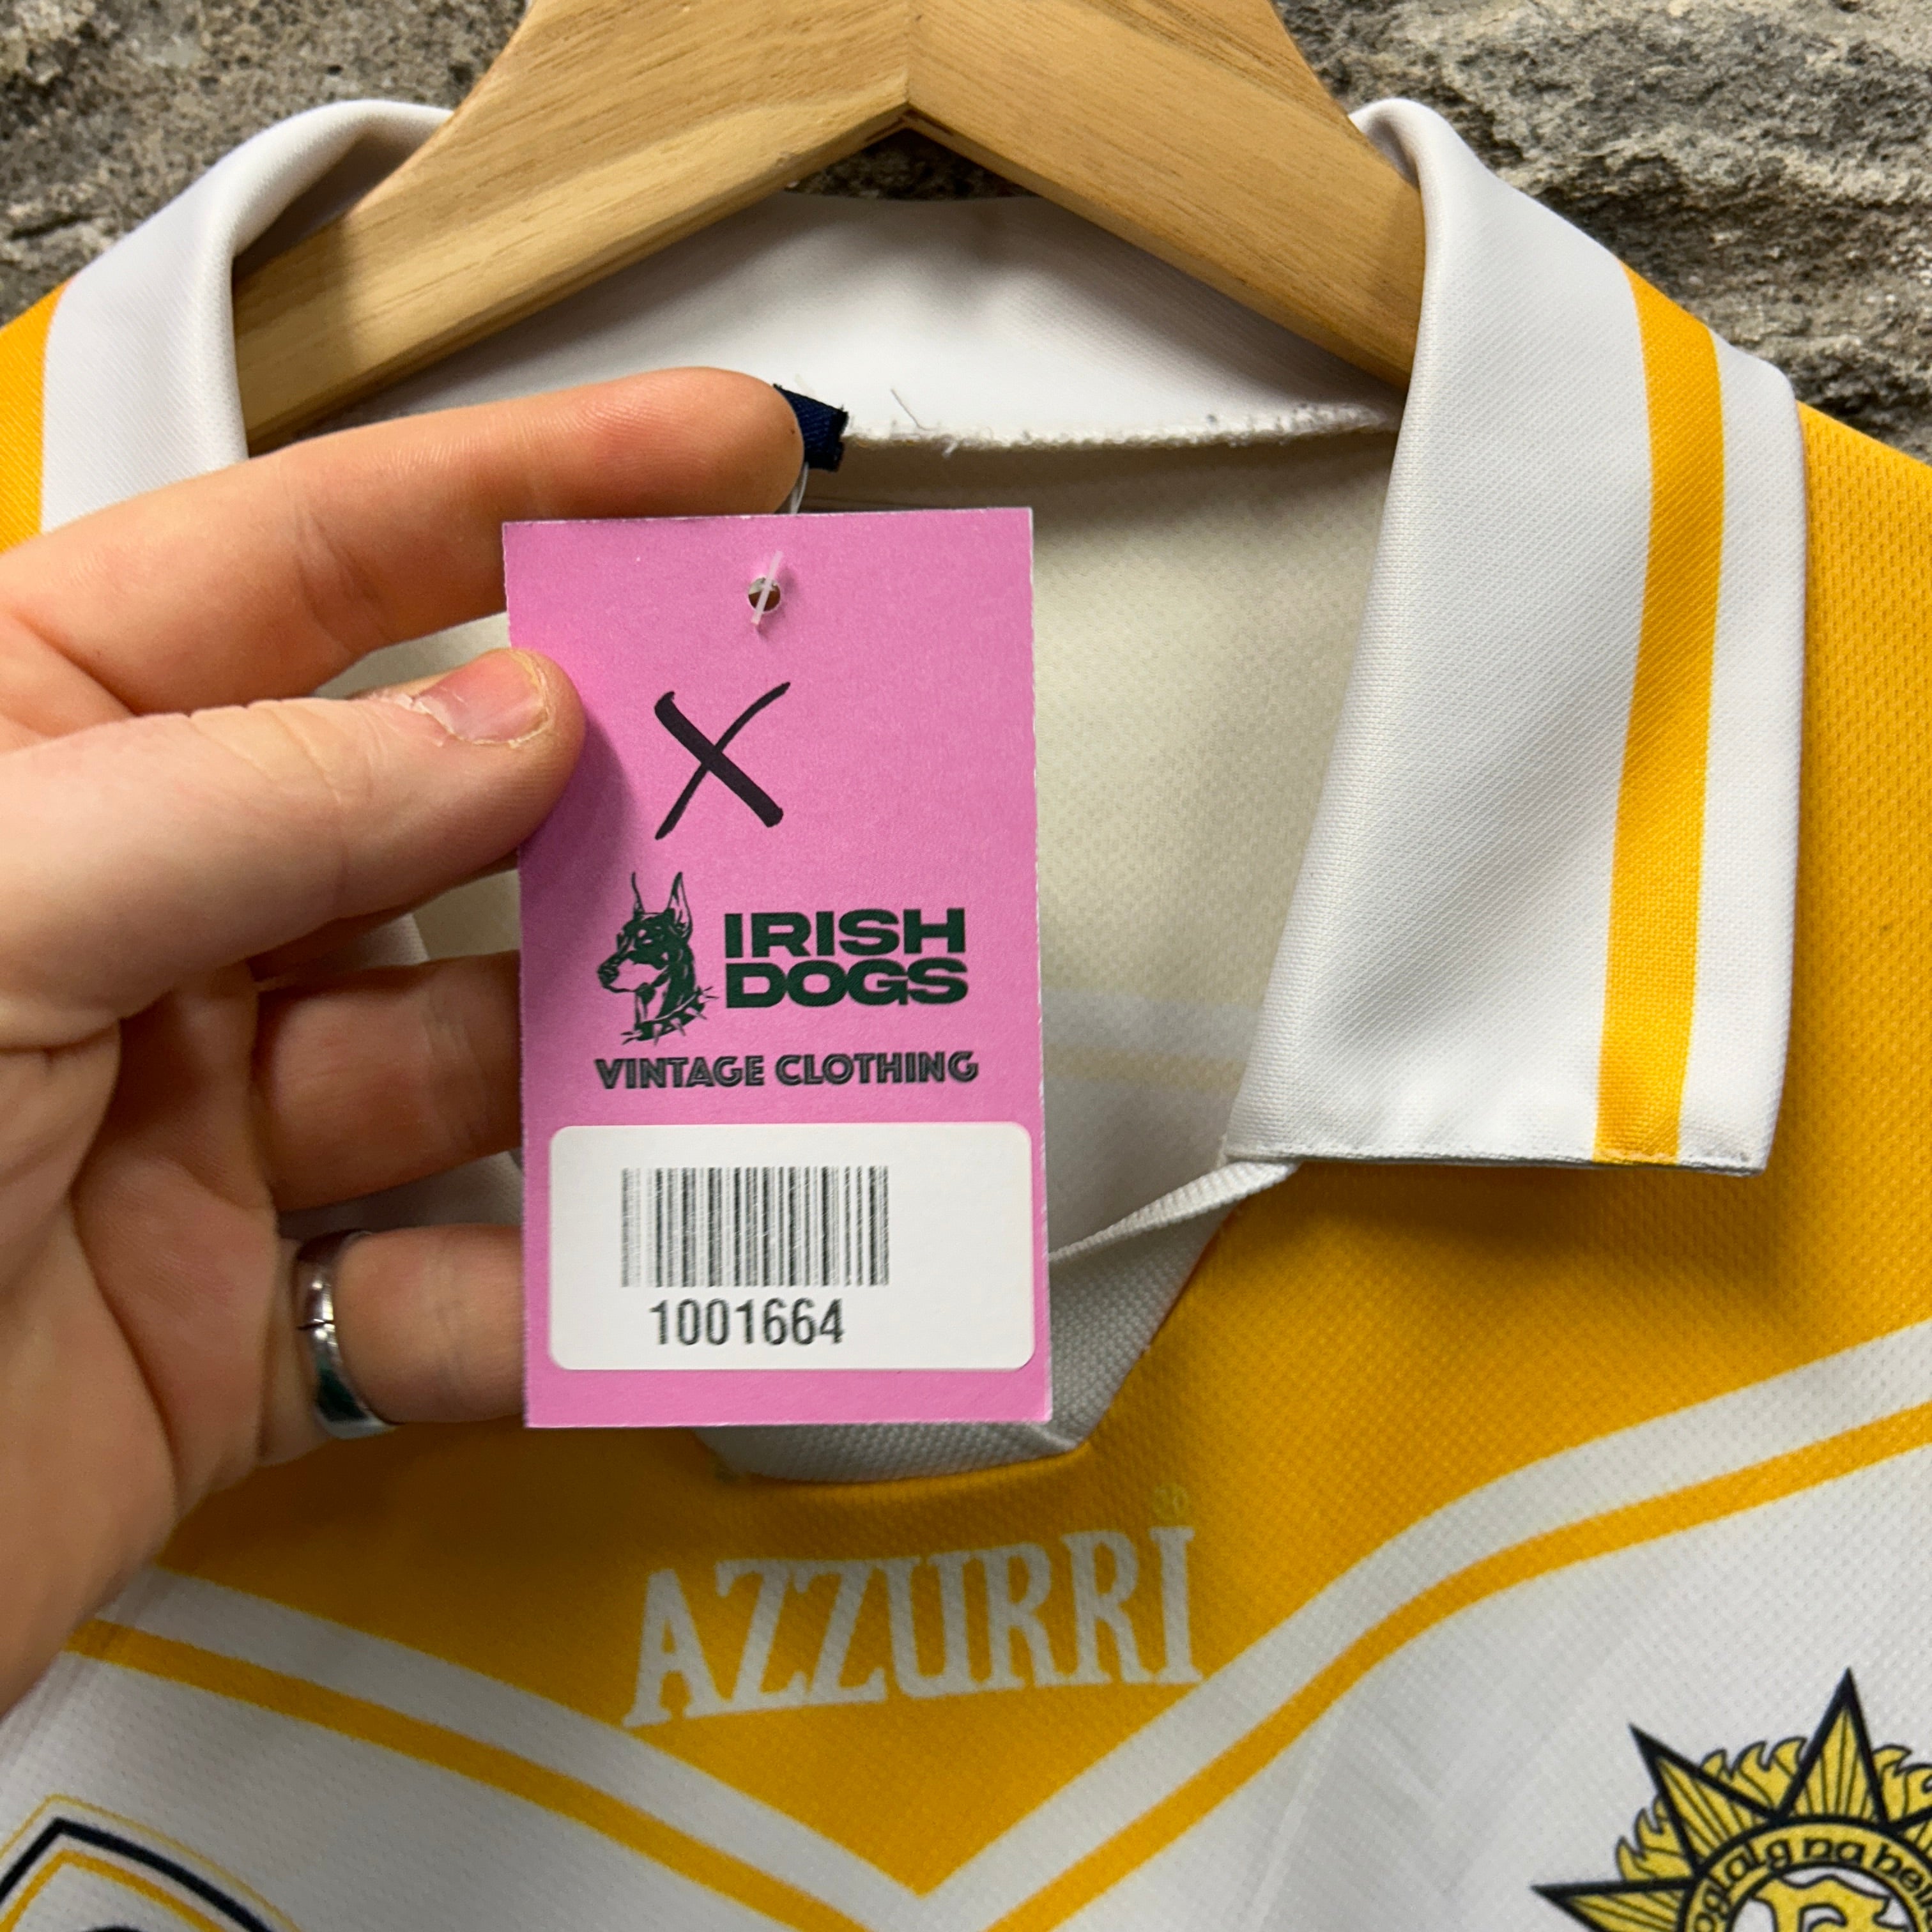 X
IRISH
DOGS
VINTAGE CLOTHING
1001664
AZZURRI